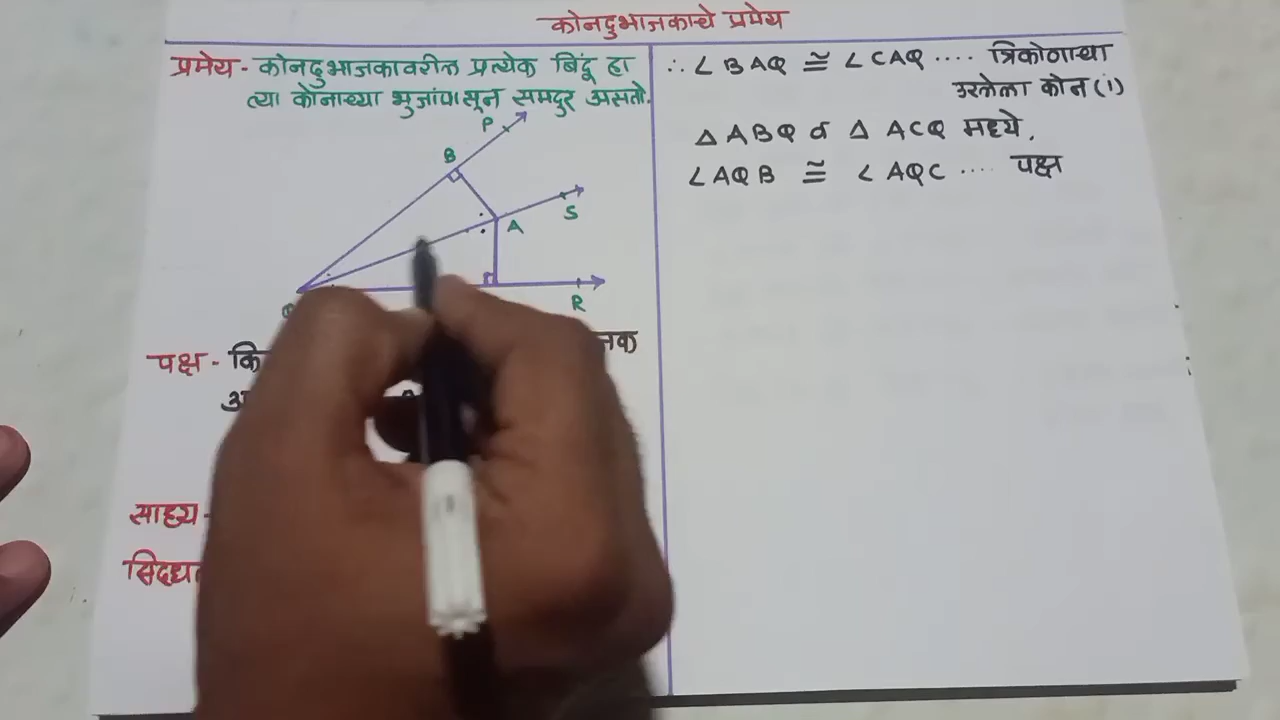 कोनदुभाजकाचे प्रमेय
प्रमेय - कोनदुभाजकावरील प्रत्येक बिंदू हा
त्या कोनाच्या भुजांपासून समदुर असतो.
P
B
S
A
R
पक्ष -
साध्य -
∴ ∠BAQ ≅ ∠CAQ .... त्रिकोणाचा
उरलेला कोन (i)
Δ ABQ व Δ ACQ मध्ये,
∠AQB ≅ ∠AQC .... पक्ष